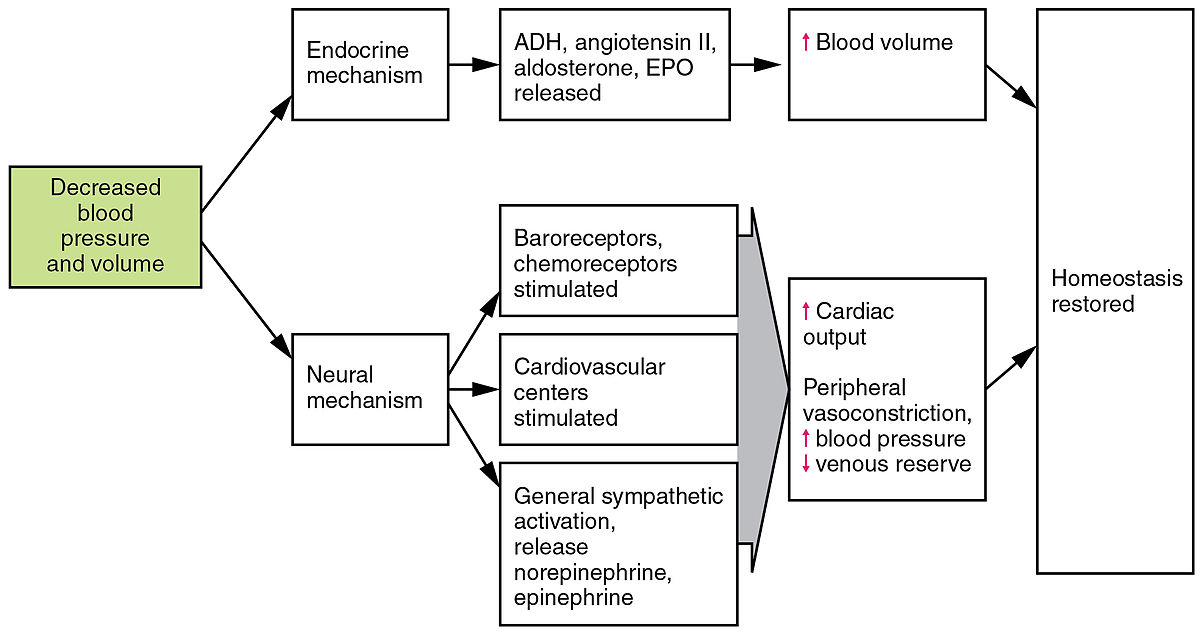 Decreased
blood
pressure
and volume
Endocrine
mechanism
ADH, angiotensin II,
aldosterone, EPO
released
↑ Blood volume
Neural
mechanism
Baroreceptors,
chemoreceptors
stimulated
Cardiovascular
centers
stimulated
General sympathetic
activation,
release
norepinephrine,
epinephrine
↑ Cardiac
output
Peripheral
vasoconstriction,
↑ blood pressure
↓ venous reserve
Homeostasis
restored